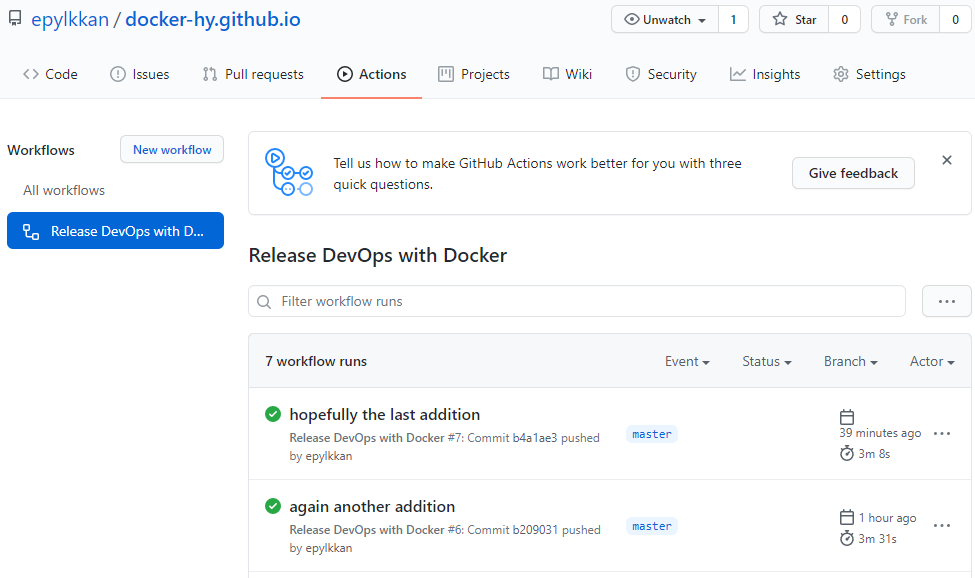 epylkkan / docker-hy.github.io
Unwatch 1 Star 0 Fork 0
Code Issues Pull requests Actions Projects Wiki Security Insights Settings
Workflows New workflow
All workflows
Release DevOps with D...
Tell us how to make GitHub Actions work better for you with three
quick questions.
Give feedback
Release DevOps with Docker
Filter workflow runs
7 workflow runs Event Status Branch Actor
hopefully the last addition
Release DevOps with Docker #7: Commit b4a1ae3 pushed
by epylkkan
master
39 minutes ago
3m 8s
again another addition
Release DevOps with Docker #6: Commit b209031 pushed
by epylkkan
master
1 hour ago
3m 31s